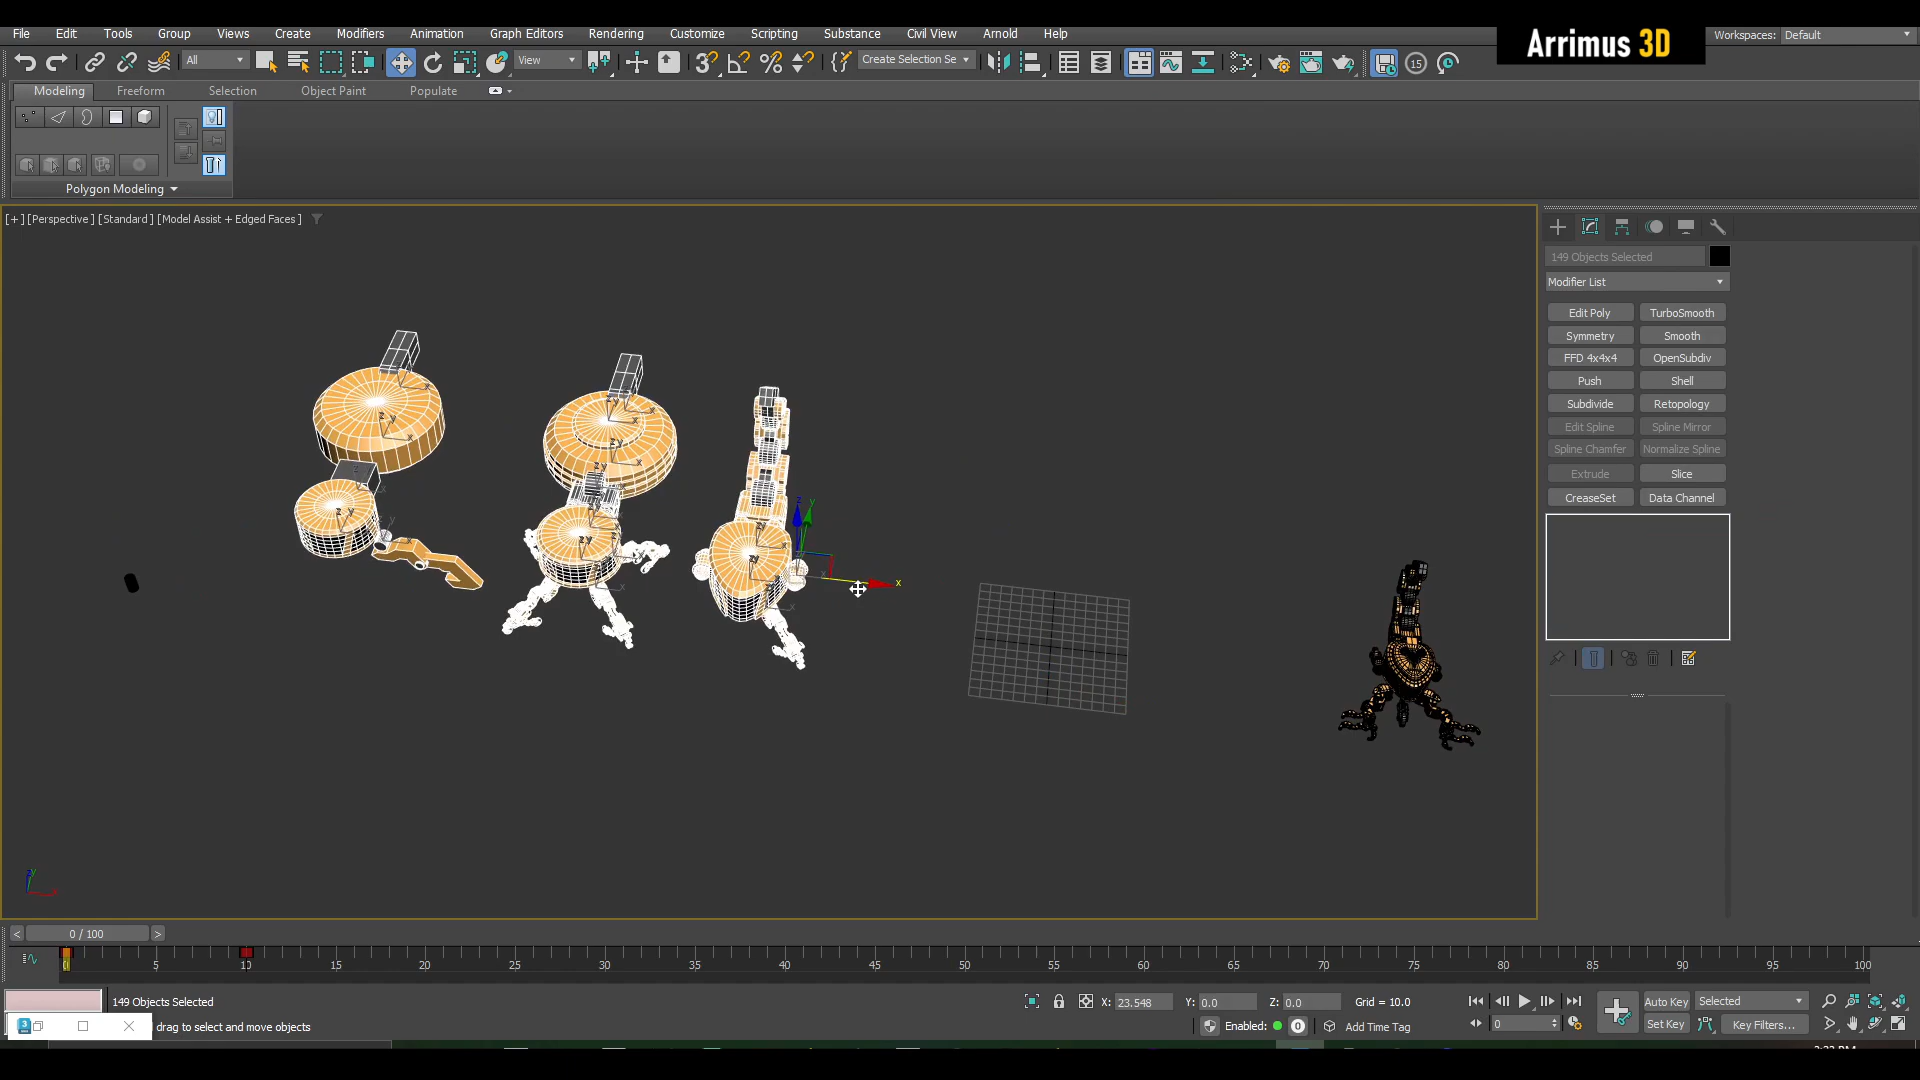 File Edit Tools Group Views Create Modifiers Animation Graph Editors Rendering Customize Scripting Substance Civil View Arnold Help
Arrimus 3D
Workspaces: Default
All
View
Create Selection Se
15
Modeling Freeform Selection Object Paint Populate
Polygon Modeling
[+] [Perspective] [Standard] [Model Assist + Edged Faces]
149 Objects Selected
Modifier List
Edit Poly TurboSmooth
Symmetry Smooth
FFD 4x4x4 OpenSubdiv
Push Shell
Subdivide Retopology
Edit Spline Spline Mirror
Spline Chamfer Normalize Spline
Extrude Slice
CreaseSet Data Channel
0 / 100
5 10 15 20 25 30 35 40 45 50 55 60 65 70 75 80 85 90 95 100
149 Objects Selected
X: 23.548 Y: 0.0 Z: 0.0 Grid = 10.0
Auto Key Selected
drag to select and move objects
Enabled: 0 Add Time Tag
0
Set Key Key Filters...